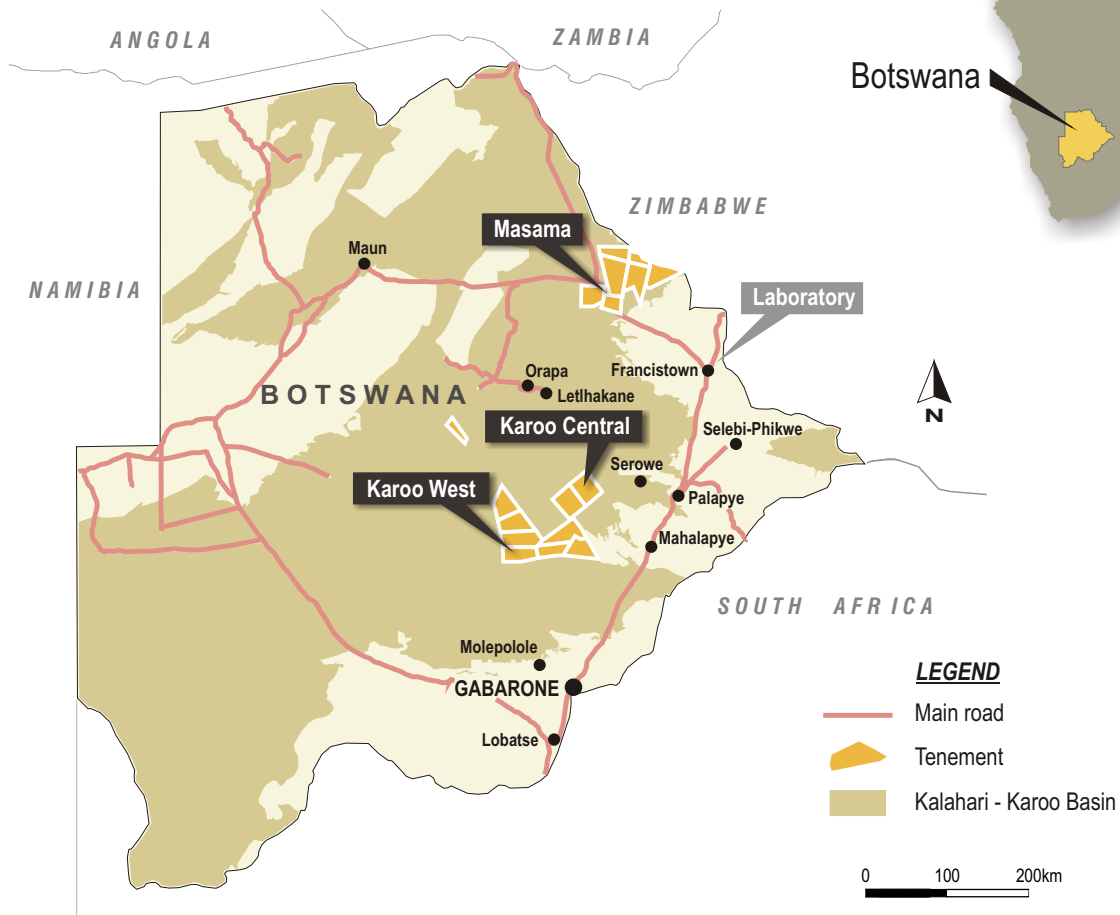 ANGOLA
ZAMBIA
Botswana
ZIMBABWE
Masama
Maun
NAMIBIA
Laboratory
Orapa
Francistown
BOTSWANA
Letlhakane
Karoo Central
Selebi-Phikwe
N
Serowe
Karoo West
Palapye
Mahalapye
SOUTH AFRICA
Molepolole
GABARONE
Lobatse
LEGEND
Main road
Tenement
Kalahari - Karoo Basin
0 100 200km